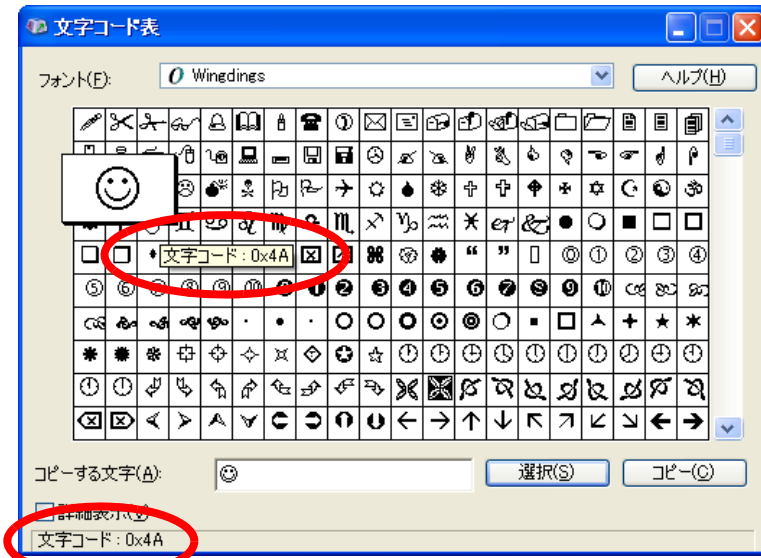 文字コード表
フォント(F): Wingdings ヘルプ(H)
文字コード : 0x4A
コピーする文字(A): ☺ 選択(S) コピー(C)
詳細表示(V)
文字コード : 0x4A